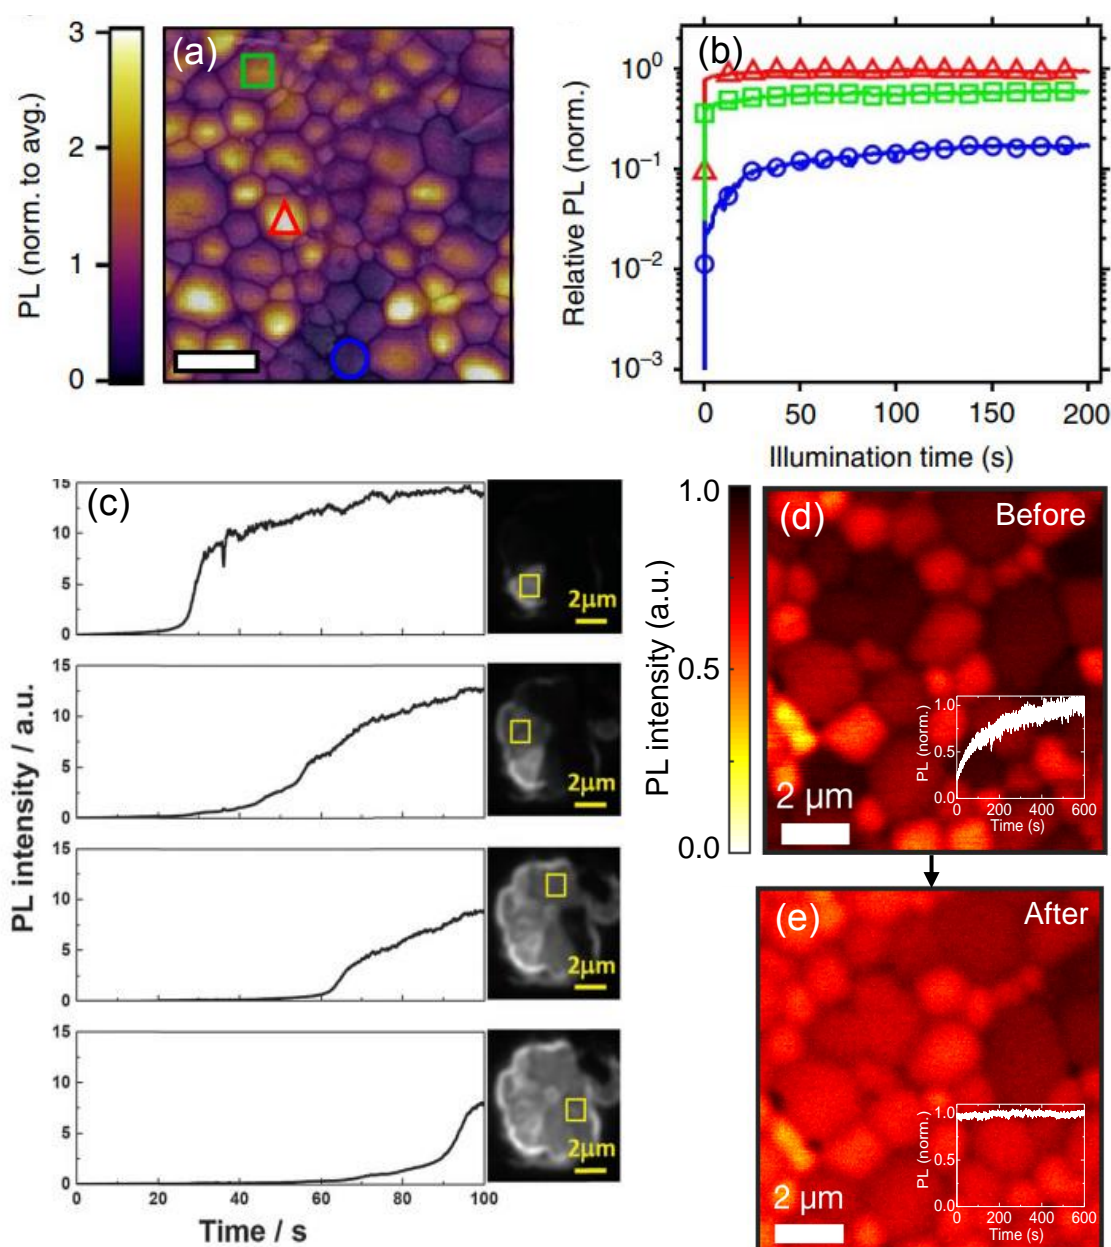 (a)
PL (norm. to avg.)
3
2
1
0
(b)
Relative PL (norm.)
10⁰
10⁻¹
10⁻²
10⁻³
0 50 100 150 200
Illumination time (s)
(c)
PL intensity / a.u.
15
10
5
0
2μm
15
10
5
0
2μm
15
10
5
0
2μm
15
10
5
0
2μm
0 20 40 60 80 100
Time / s
PL intensity (a.u.)
1.0
0.5
0.0
(d)
Before
2 μm
PL (norm.)
1.0
0.5
0.0
0 200 400 600
Time (s)
(e)
After
2 μm
PL (norm.)
1.0
0.5
0.0
0 200 400 600
Time (s)